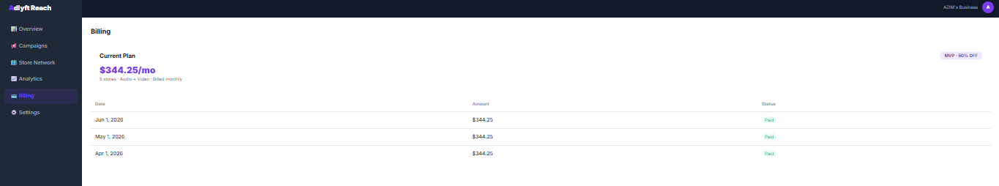 Adlyft Reach
AZIM's Business
A
Overview
Campaigns
Store Network
Analytics
Billing
Settings
Billing
Current Plan
MVP · 50% OFF
$344.25/mo
5 stores · Audio + Video · Billed monthly
Date Amount Status
Jun 1, 2026 $344.25 Paid
May 1, 2026 $344.25 Paid
Apr 1, 2026 $344.25 Paid